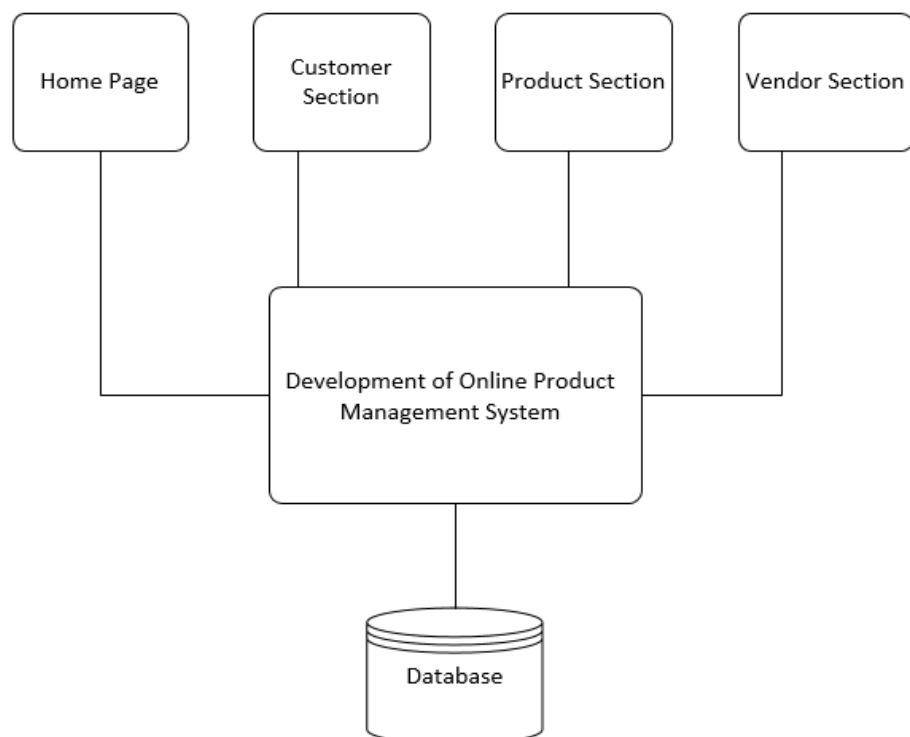 Home Page
Customer
Section
Product Section
Vendor Section
Development of Online Product
Management System
Database